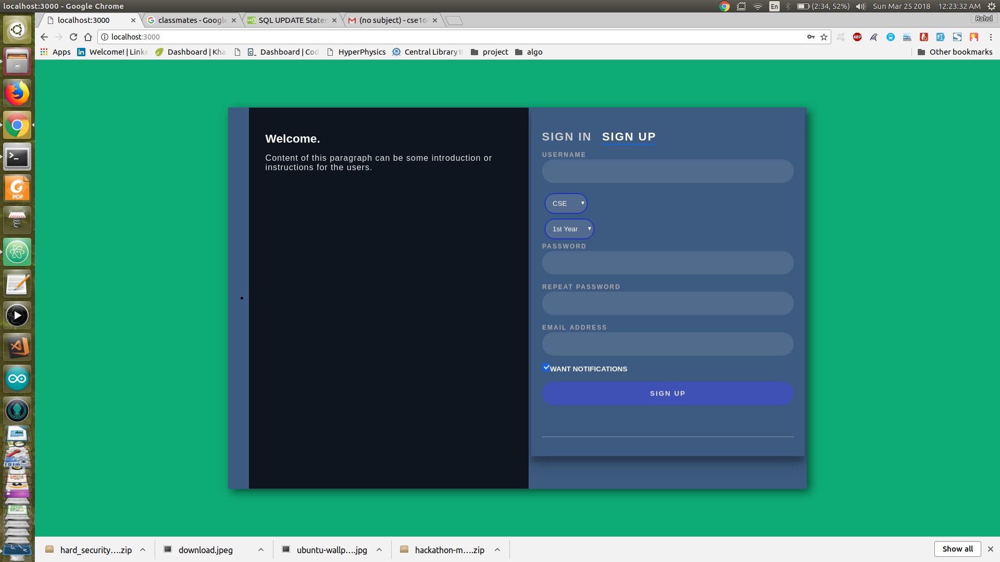 localhost:3000 - Google Chrome
En
(2:34, 52%)
Sun Mar 25 2018
12:23:32 AM
localhost:3000
classmates - Google
SQL UPDATE Stater
(no subject) - cse16
Rahul
localhost:3000
ABP
Apps
Welcome! | Linke
Dashboard | Kha
Dashboard | Cod
HyperPhysics
Central Library I
project
algo
Other bookmarks
PDF
Welcome.
Content of this paragraph can be some introduction or
instructions for the users.
SIGN IN
SIGN UP
USERNAME
CSE
1st Year
PASSWORD
REPEAT PASSWORD
EMAIL ADDRESS
WANT NOTIFICATIONS
SIGN UP
hard_security....zip
download.jpeg
ubuntu-wallp....jpg
hackathon-m....zip
Show all